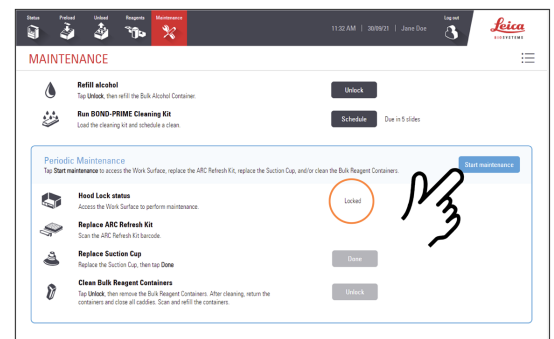 Status Preload Unload Reagents Maintenance
11:32 AM | 30/09/21 | Jane Doe
Log out
Leica
BIOSYSTEMS
MAINTENANCE
Refill alcohol
Tap Unlock, then refill the Bulk Alcohol Container.
Unlock
Run BOND-PRIME Cleaning Kit
Load the cleaning kit and schedule a clean.
Schedule
Due in 5 slides
Periodic Maintenance
Tap Start maintenance to access the Work Surface, replace the ARC Refresh Kit, replace the Suction Cup, and/or clean the Bulk Reagent Containers.
Start maintenance
Hood Lock status
Access the Work Surface to perform maintenance.
Locked
Replace ARC Refresh Kit
Scan the ARC Refresh Kit barcode.
Replace Suction Cup
Replace the Suction Cup, then tap Done
Done
Clean Bulk Reagent Containers
Tap Unlock, then remove the Bulk Reagent Containers. After cleaning, return the
containers and close all caddies. Scan and refill the containers.
Unlock